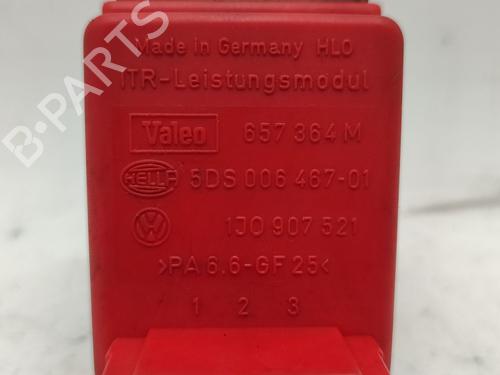 Made in Germany HLO
ITR-Leistungsmodul
Valeo 657 364 M
HELLA 5DS 006 467-01
VW 1J0 907 521
>PA 6.6-GF 25<
1 2 3
B-PARTS